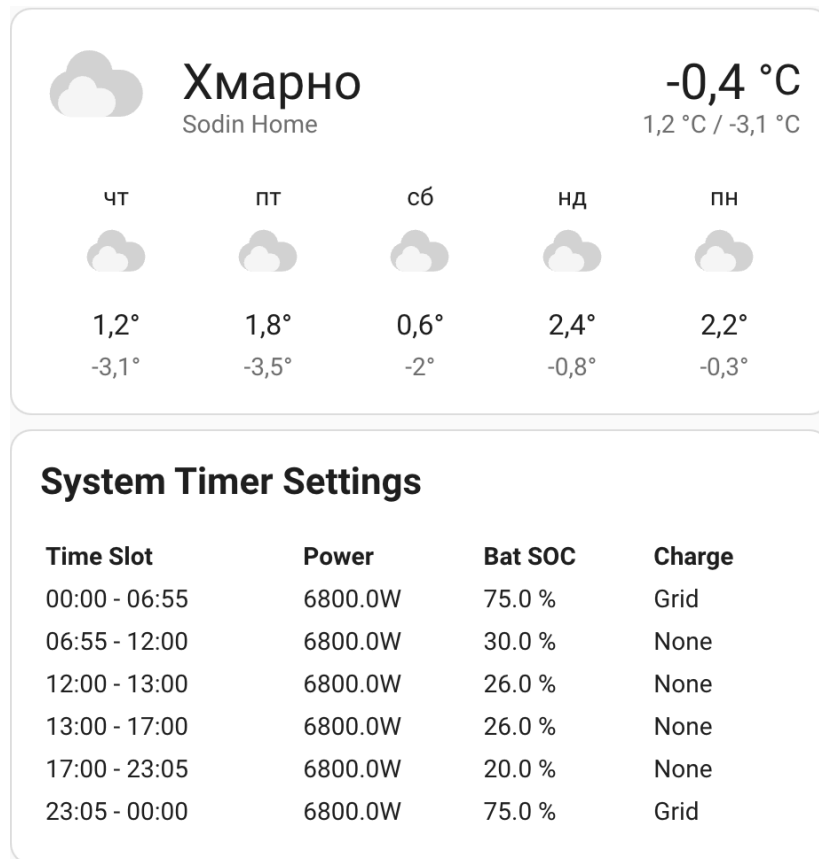 Хмарно -0,4 °C
Sodin Home 1,2 °C / -3,1 °C
чт пт сб нд пн
1,2° 1,8° 0,6° 2,4° 2,2°
-3,1° -3,5° -2° -0,8° -0,3°
System Timer Settings
Time Slot Power Bat SOC Charge
00:00 - 06:55 6800.0W 75.0 % Grid
06:55 - 12:00 6800.0W 30.0 % None
12:00 - 13:00 6800.0W 26.0 % None
13:00 - 17:00 6800.0W 26.0 % None
17:00 - 23:05 6800.0W 20.0 % None
23:05 - 00:00 6800.0W 75.0 % Grid